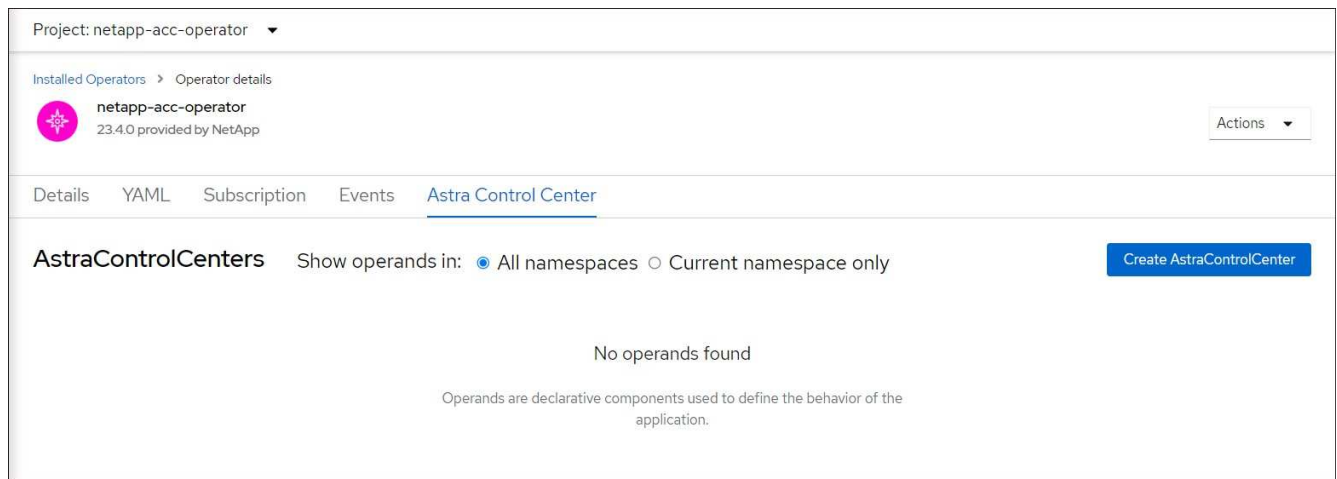 Project: netapp-acc-operator
Installed Operators > Operator details
netapp-acc-operator
23.4.0 provided by NetApp
Actions
Details YAML Subscription Events Astra Control Center
AstraControlCenters Show operands in: All namespaces Current namespace only Create AstraControlCenter
No operands found
Operands are declarative components used to define the behavior of the
application.